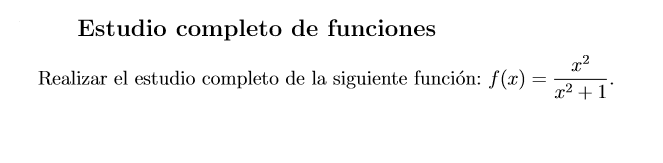 Estudio completo de funciones
Realizar el estudio completo de la siguiente función: f(x) = x²/(x² + 1).